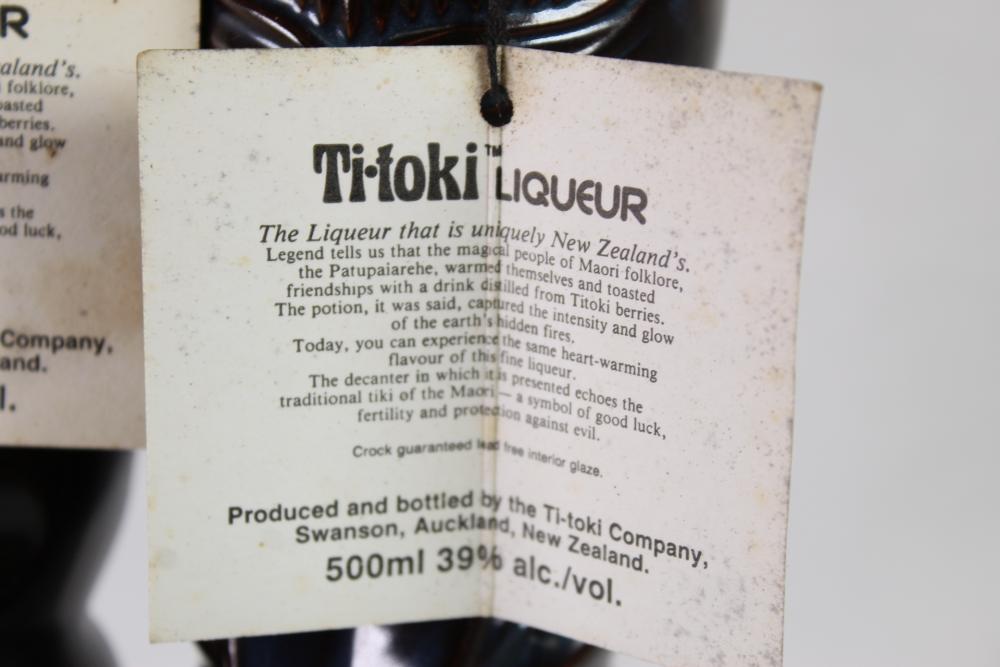 R
aland's.
folklore,
oasted
berries.
and glow
arming
s the
od luck,
Company,
and.
l.
Ti-toki™ LIQUEUR
The Liqueur that is uniquely New Zealand's.
Legend tells us that the magical people of Maori folklore,
the Patupaiarehe, warmed themselves and toasted
friendships with a drink distilled from Titoki berries.
The potion, it was said, captured the intensity and glow
of the earth's hidden fires.
Today, you can experience the same heart-warming
flavour of this fine liqueur.
The decanter in which it is presented echoes the
traditional tiki of the Maori — a symbol of good luck,
fertility and protection against evil.
Crock guaranteed lead free interior glaze.
Produced and bottled by the Ti-toki Company,
Swanson, Auckland, New Zealand.
500ml 39% alc./vol.